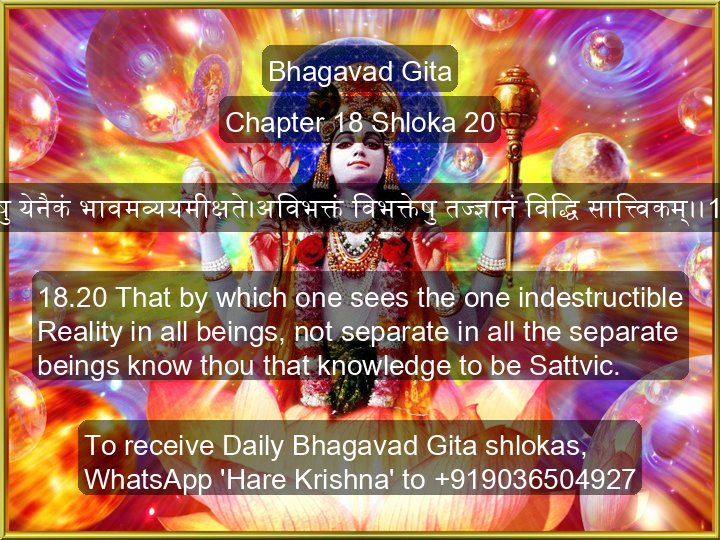 Bhagavad Gita
Chapter 18 Shloka 20
येनैकं भावमव्ययमीक्षते।अविभक्तं विभक्तेषु तज्ज्ञानं विद्धि सात्त्विकम्।।1
18.20 That by which one sees the one indestructible
Reality in all beings, not separate in all the separate
beings know thou that knowledge to be Sattvic.
To receive Daily Bhagavad Gita shlokas,
WhatsApp 'Hare Krishna' to +919036504927